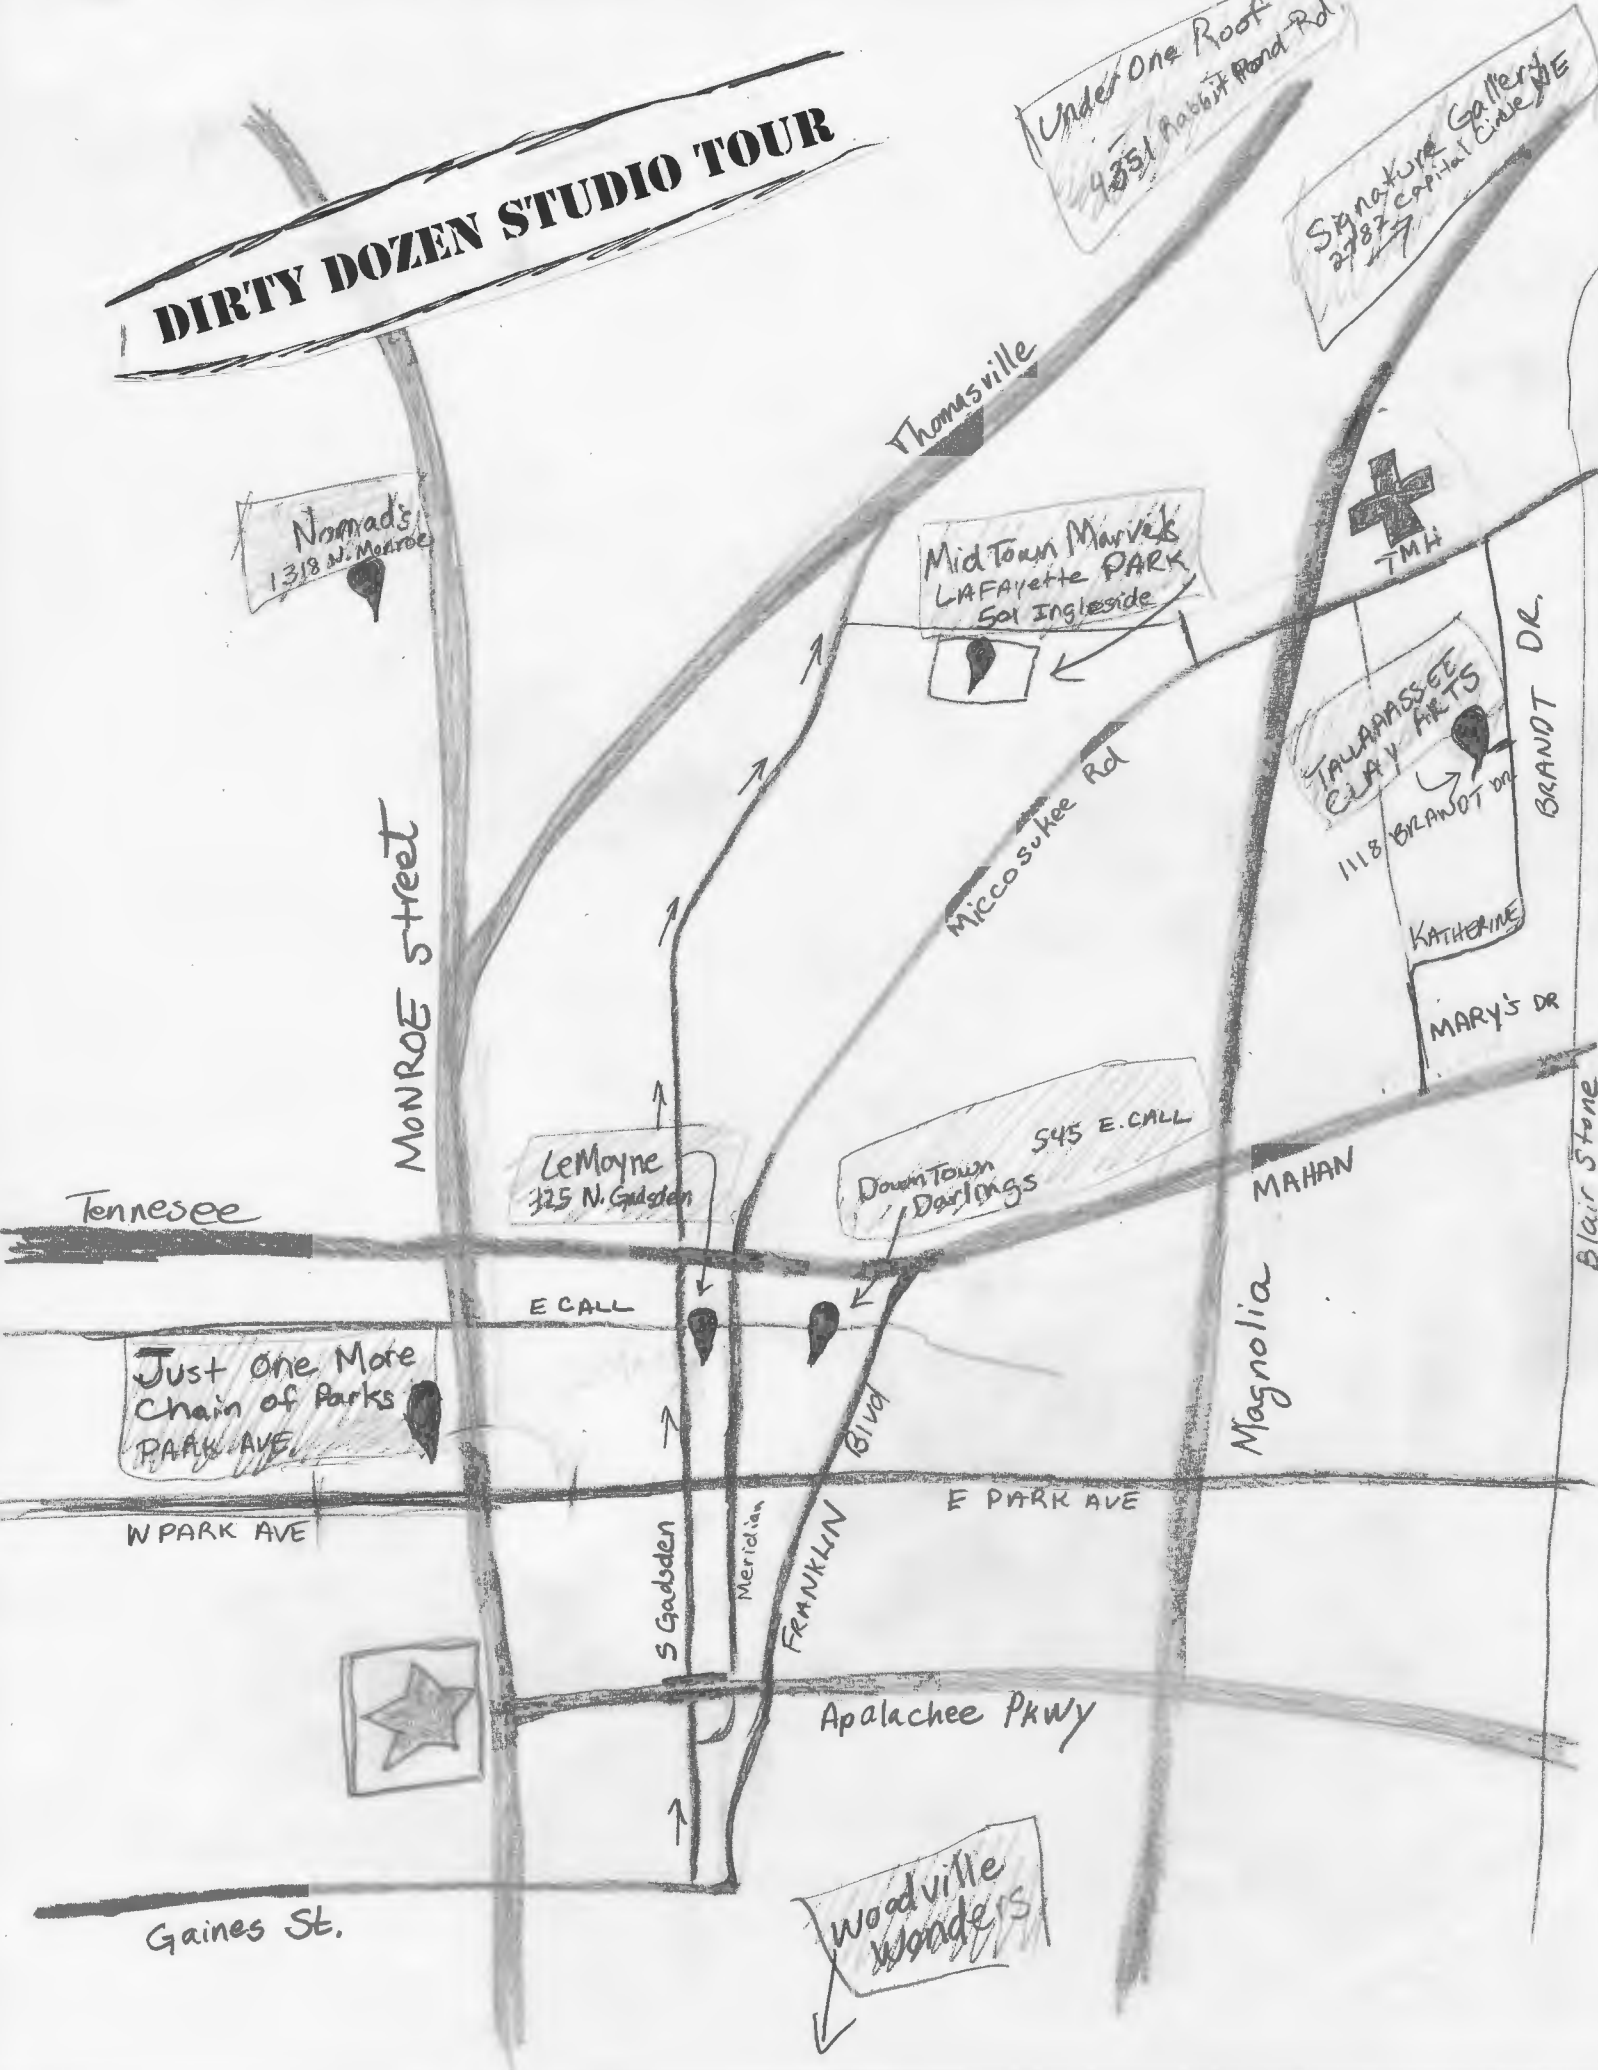 Under One Roof
4351 Rabbit Pond Rd.
Signature Gallery
2782 Capital Circle NE
DIRTY DOZEN STUDIO TOUR
Thomasville
Nomad's
1318 N. Monroe
MidTown Marvels
LAFAyette PARK
501 Ingleside
TMH
BRANDT DR.
TALLAHASSEE
CLAY ARTS
1118 BRANDT DR
Miccosukee Rd
MONROE Street
KATHERINE
MARY'S DR
LeMoyne
325 N. Gadsden
545 E. CALL
DownTown
Darlings
MAHAN
Blair Stone
Tennesee
E CALL
Magnolia
Just One More
Chain of Parks
PARK AVE.
Blvd
FRANKLIN
E PARK AVE
W PARK AVE
S Gadsden
Meridian
Apalachee Pkwy
Woodville
Wonders
Gaines St.